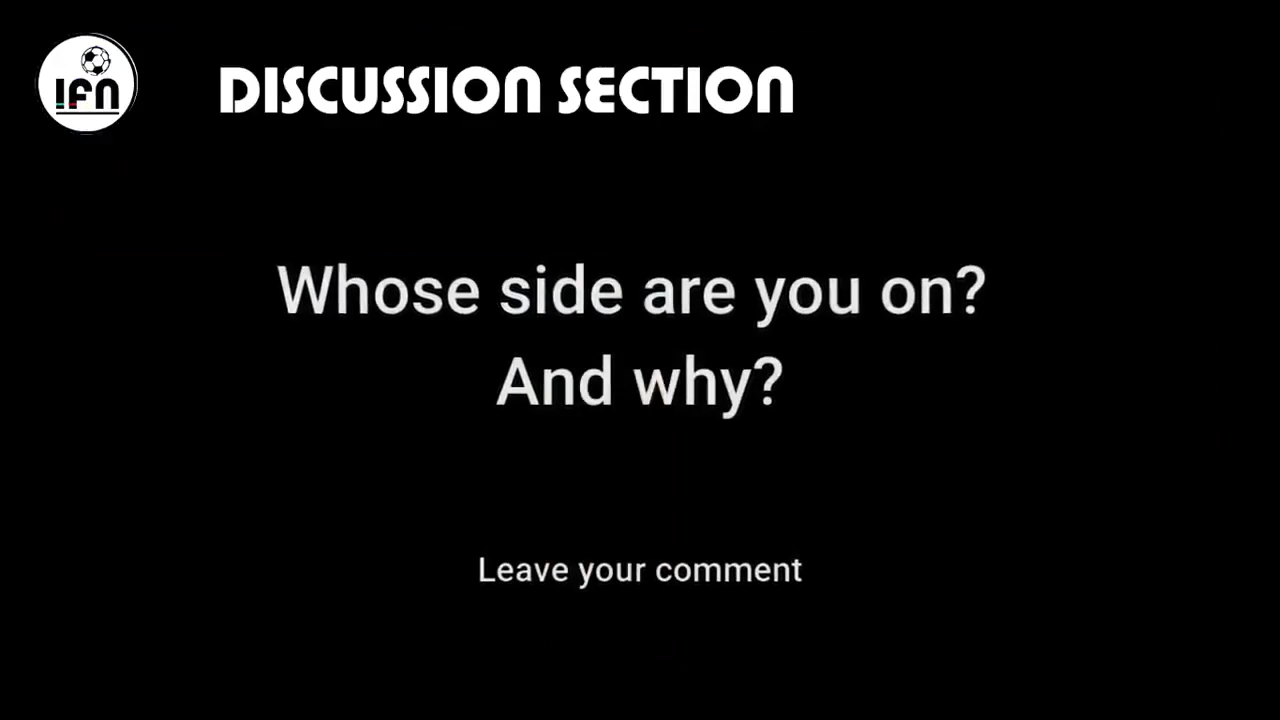 IFN
DISCUSSION SECTION
Whose side are you on?
And why?
Leave your comment